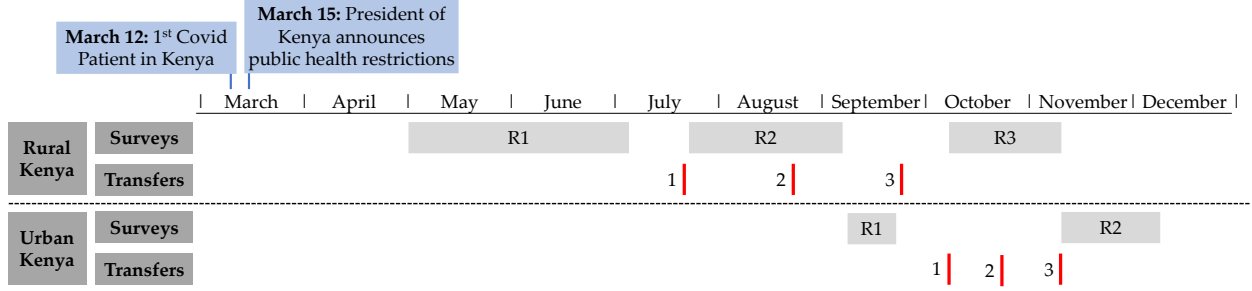 March 12: 1st Covid
Patient in Kenya
March 15: President of
Kenya announces
public health restrictions
March April May June July August September October November December
Rural
Kenya
Surveys R1 R2 R3
Transfers 1 2 3
Urban
Kenya
Surveys R1 R2
Transfers 1 2 3